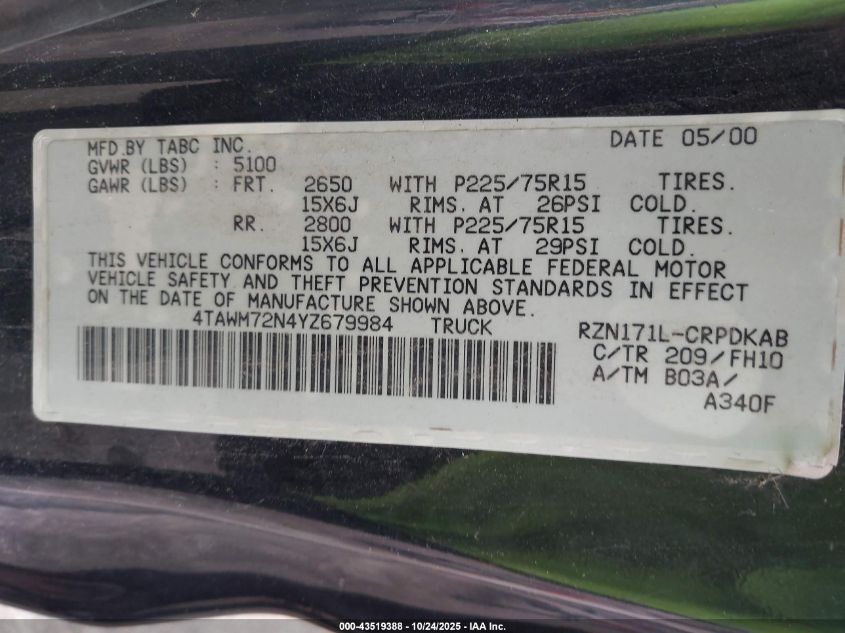 MFD.BY TABC INC.
DATE 05/00
GVWR (LBS) : 5100
GAWR (LBS) : FRT. 2650 WITH P225/75R15 TIRES.
15X6J RIMS. AT 26PSI COLD.
RR. 2800 WITH P225/75R15 TIRES.
15X6J RIMS. AT 29PSI COLD.
THIS VEHICLE CONFORMS TO ALL APPLICABLE FEDERAL MOTOR
VEHICLE SAFETY AND THEFT PREVENTION STANDARDS IN EFFECT
ON THE DATE OF MANUFACTURE SHOWN ABOVE.
4TAWM72N4YZ679984 TRUCK
RZN171L-CRPDKAB
C/TR 209/FH10
A/TM B03A/
A340F
000-43519388 - 10/24/2025 - IAA Inc.